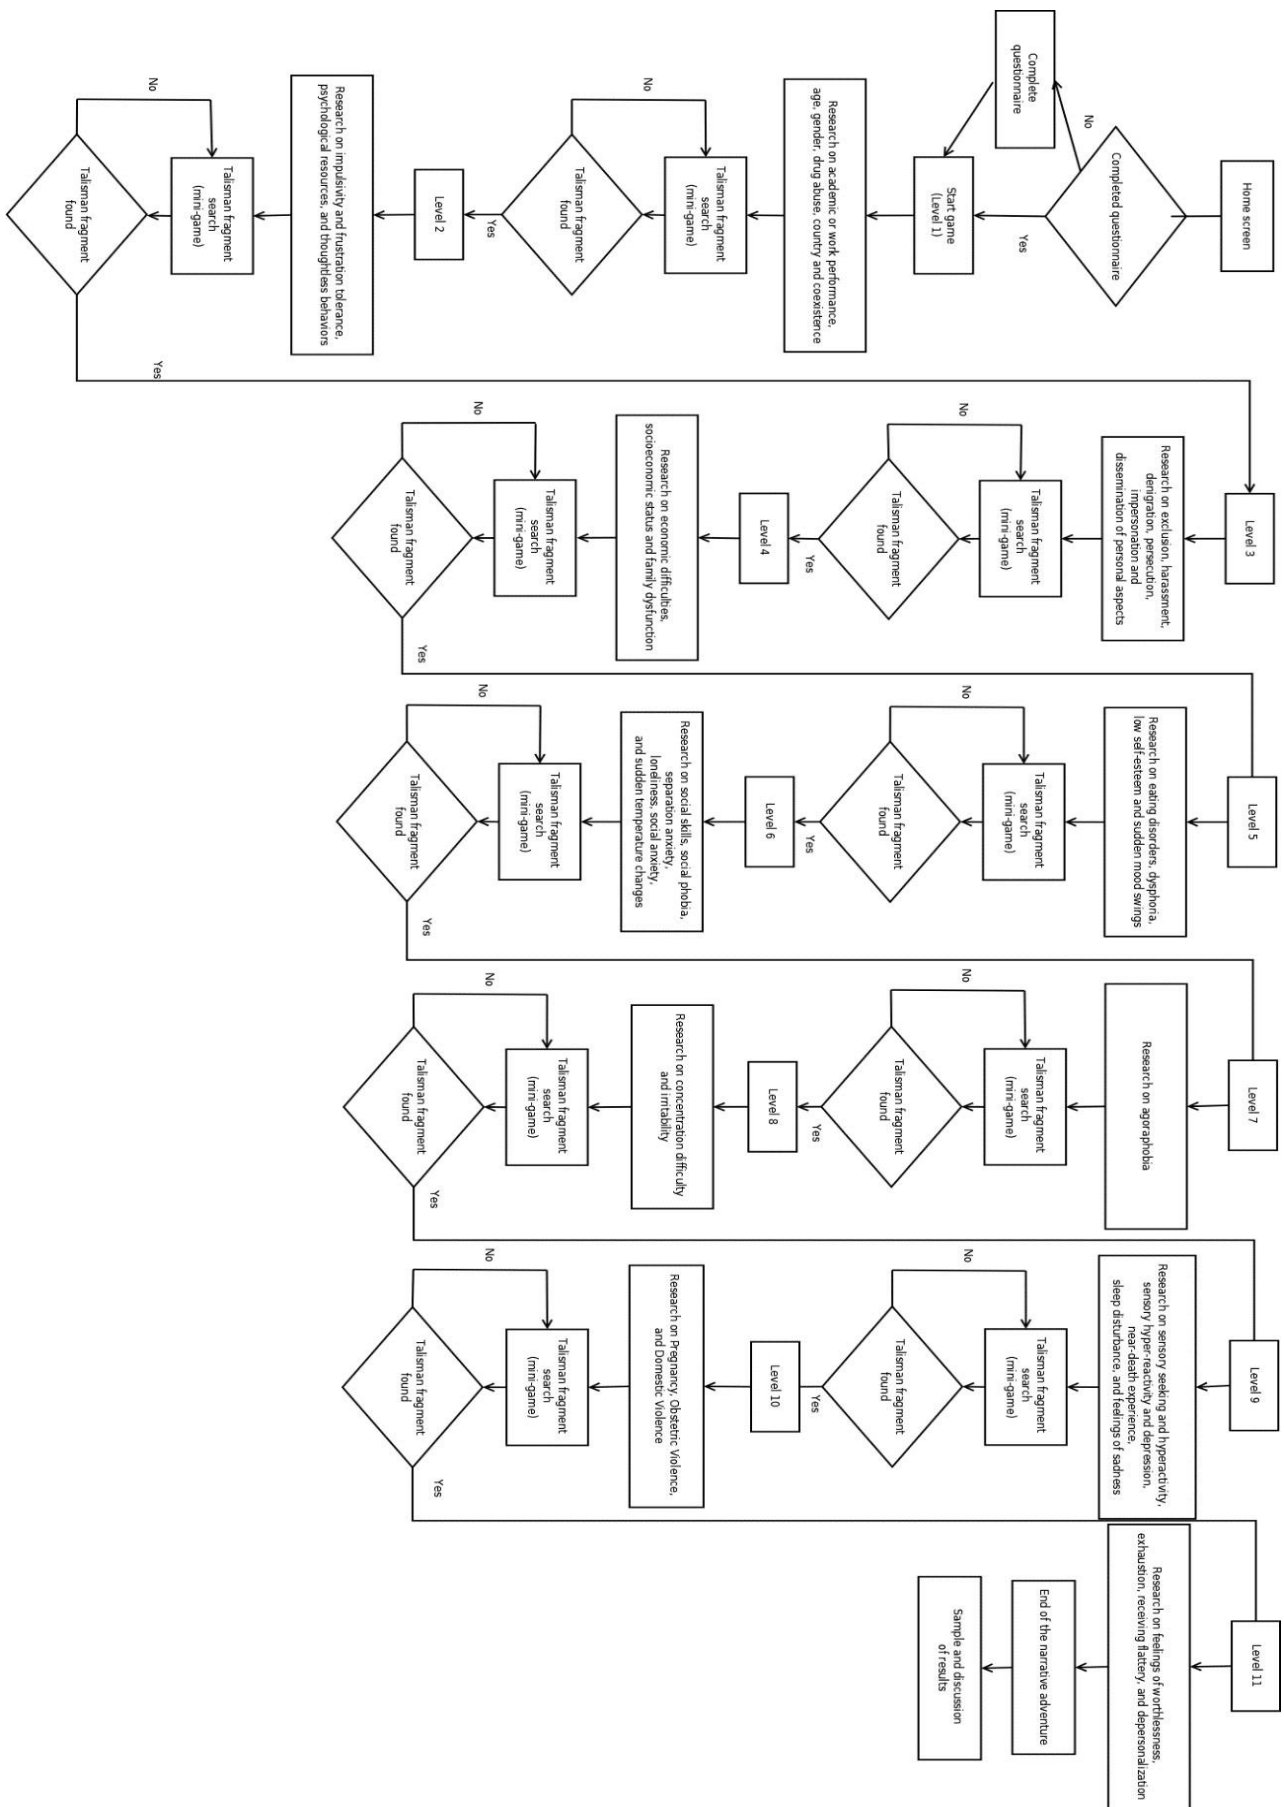 Home screen
Completed questionnaire
No
Complete
questionnaire
Yes
Start game
(Level 1)
Research on academic or work performance,
age, gender, drug abuse, country and coexistence
Talisman fragment
search
(mini-game)
No
Talisman fragment
found
Yes
Level 2
Research on impulsivity and frustration tolerance,
psychological resources, and thoughtless behaviors
Talisman fragment
search
(mini-game)
No
Talisman fragment
found
Yes
Level 3
Research on exclusion, harassment,
denigration, persecution,
impersonation and
dissemination of personal aspects
Talisman fragment
search
(mini-game)
No
Talisman fragment
found
Yes
Level 4
Research on economic difficulties,
socioeconomic status and family dysfunction
Talisman fragment
search
(mini-game)
No
Talisman fragment
found
Yes
Level 5
Research on eating disorders, dysphoria,
low self-esteem and sudden mood swings
Talisman fragment
search
(mini-game)
No
Talisman fragment
found
Yes
Level 6
Research on social skills, social phobia,
separation anxiety,
loneliness, social anxiety,
and sudden temperature changes
Talisman fragment
search
(mini-game)
No
Talisman fragment
found
Yes
Level 7
Research on agoraphobia
Talisman fragment
search
(mini-game)
No
Talisman fragment
found
Yes
Level 8
Research on concentration difficulty
and irritability
Talisman fragment
search
(mini-game)
No
Talisman fragment
found
Yes
Level 9
Research on sensory seeking and hyperactivity,
sensory hyper-reactivity and depression,
near-death experience,
sleep disturbance, and feelings of sadness
Talisman fragment
search
(mini-game)
No
Talisman fragment
found
Yes
Level 10
Research on Pregnancy, Obstetric Violence,
and Domestic Violence
Talisman fragment
search
(mini-game)
No
Talisman fragment
found
Yes
Level 11
Research on feelings of worthlessness,
exhaustion, receiving flattery, and depersonalization
End of the narrative adventure
Sample and discussion
of results